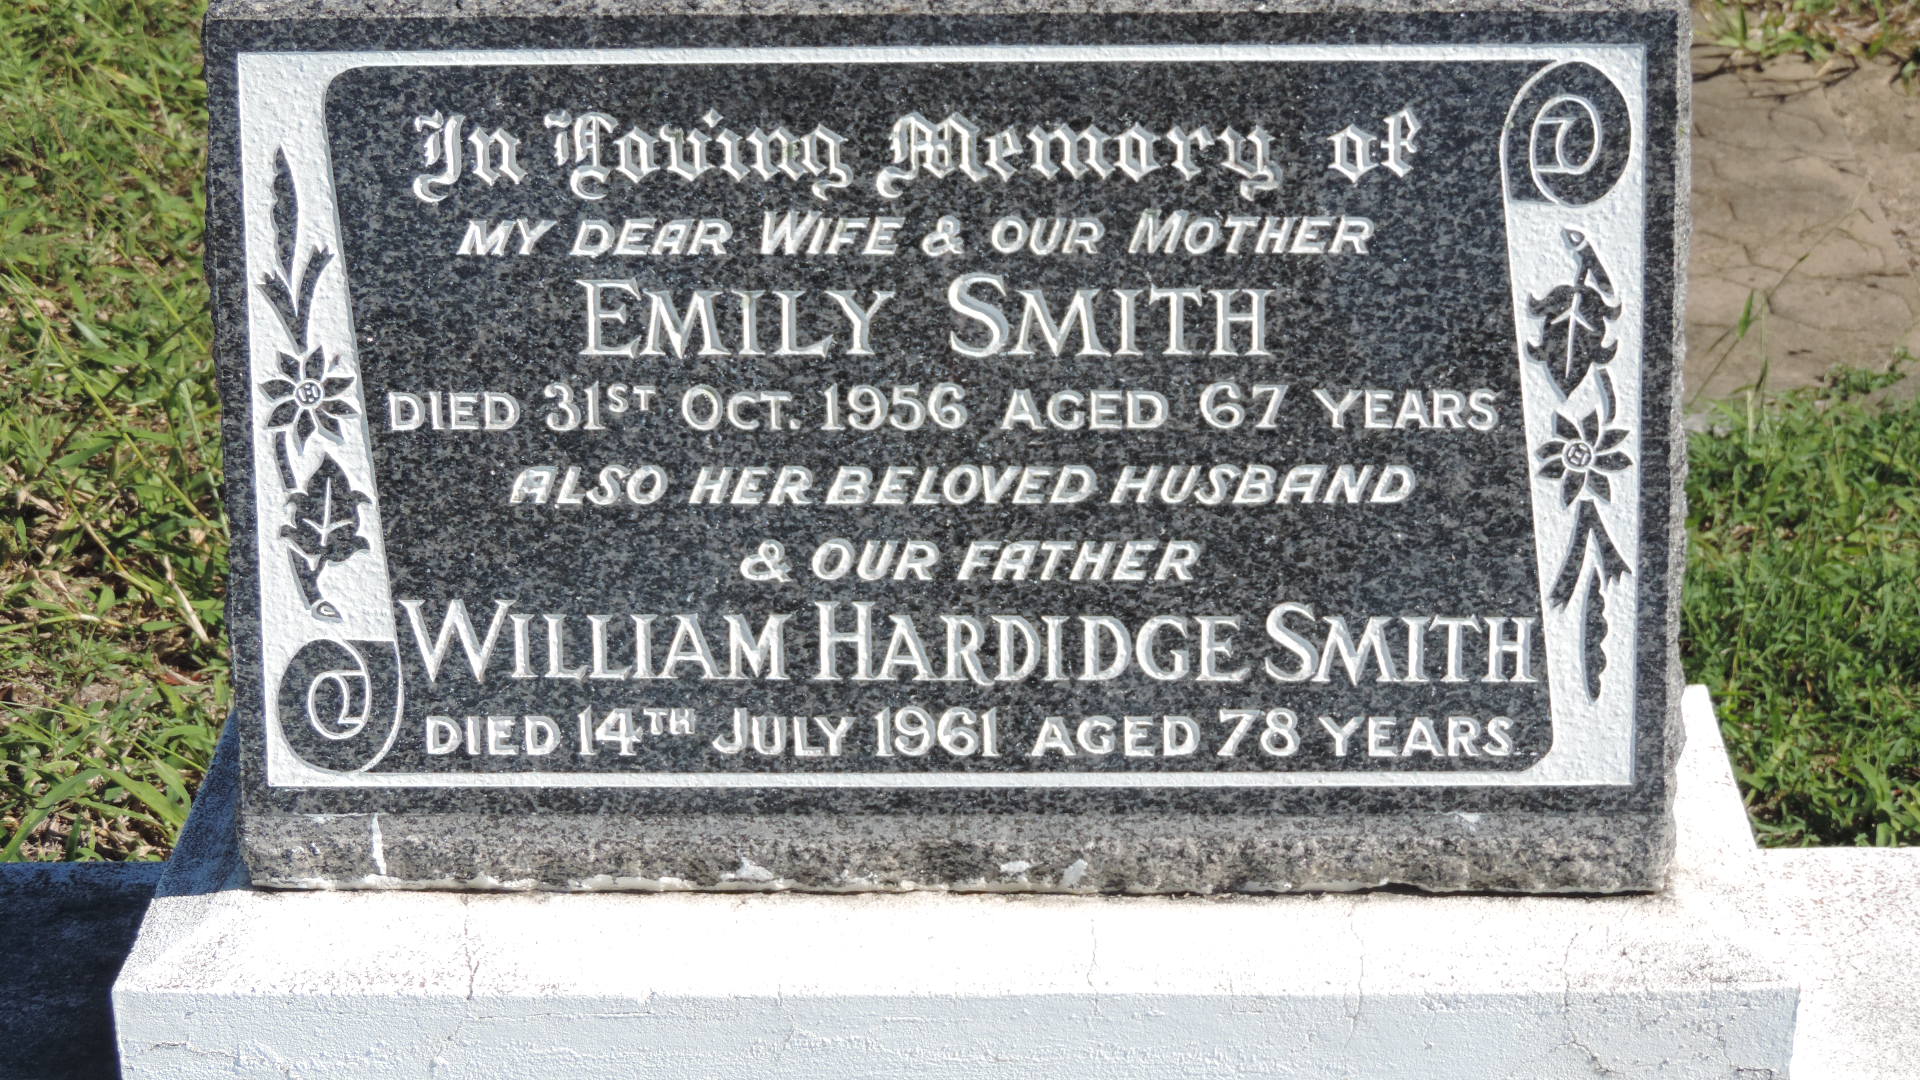 In Loving Memory of
MY DEAR WIFE & OUR MOTHER
EMILY SMITH
DIED 31ST OCT. 1956 AGED 67 YEARS
ALSO HER BELOVED HUSBAND
& OUR FATHER
WILLIAM HARDIDGE SMITH
DIED 14TH JULY 1961 AGED 78 YEARS